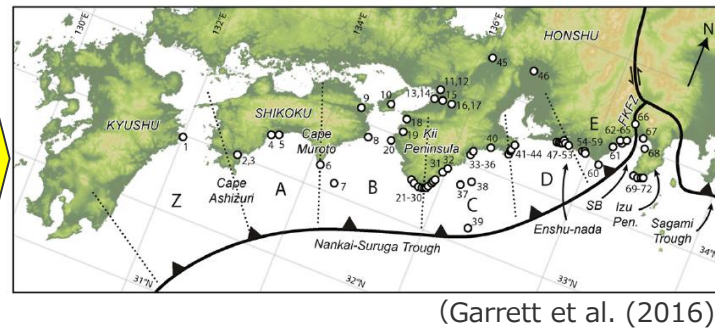 130°E
132°E
134°E
136°E
HONSHU
N
45
46
11,12
13,14
15
16,17
10
9
SHIKOKU
KYUSHU
18
Kii
Peninsula
19
20
8
Cape
Muroto
4
5
2,3
1
6
7
Cape
Ashizuri
Z
A
B
C
D
E
21-30
31
32
33-36
37
38
39
40
41-44
47-53
54-59
60
61
62-65
FKFZ
66
67
68
69-72
Enshu-nada
SB
Izu
Pen.
Sagami
Trough
Nankai-Suruga Trough
31°N
32°N
33°N
34°N
(Garrett et al. (2016)